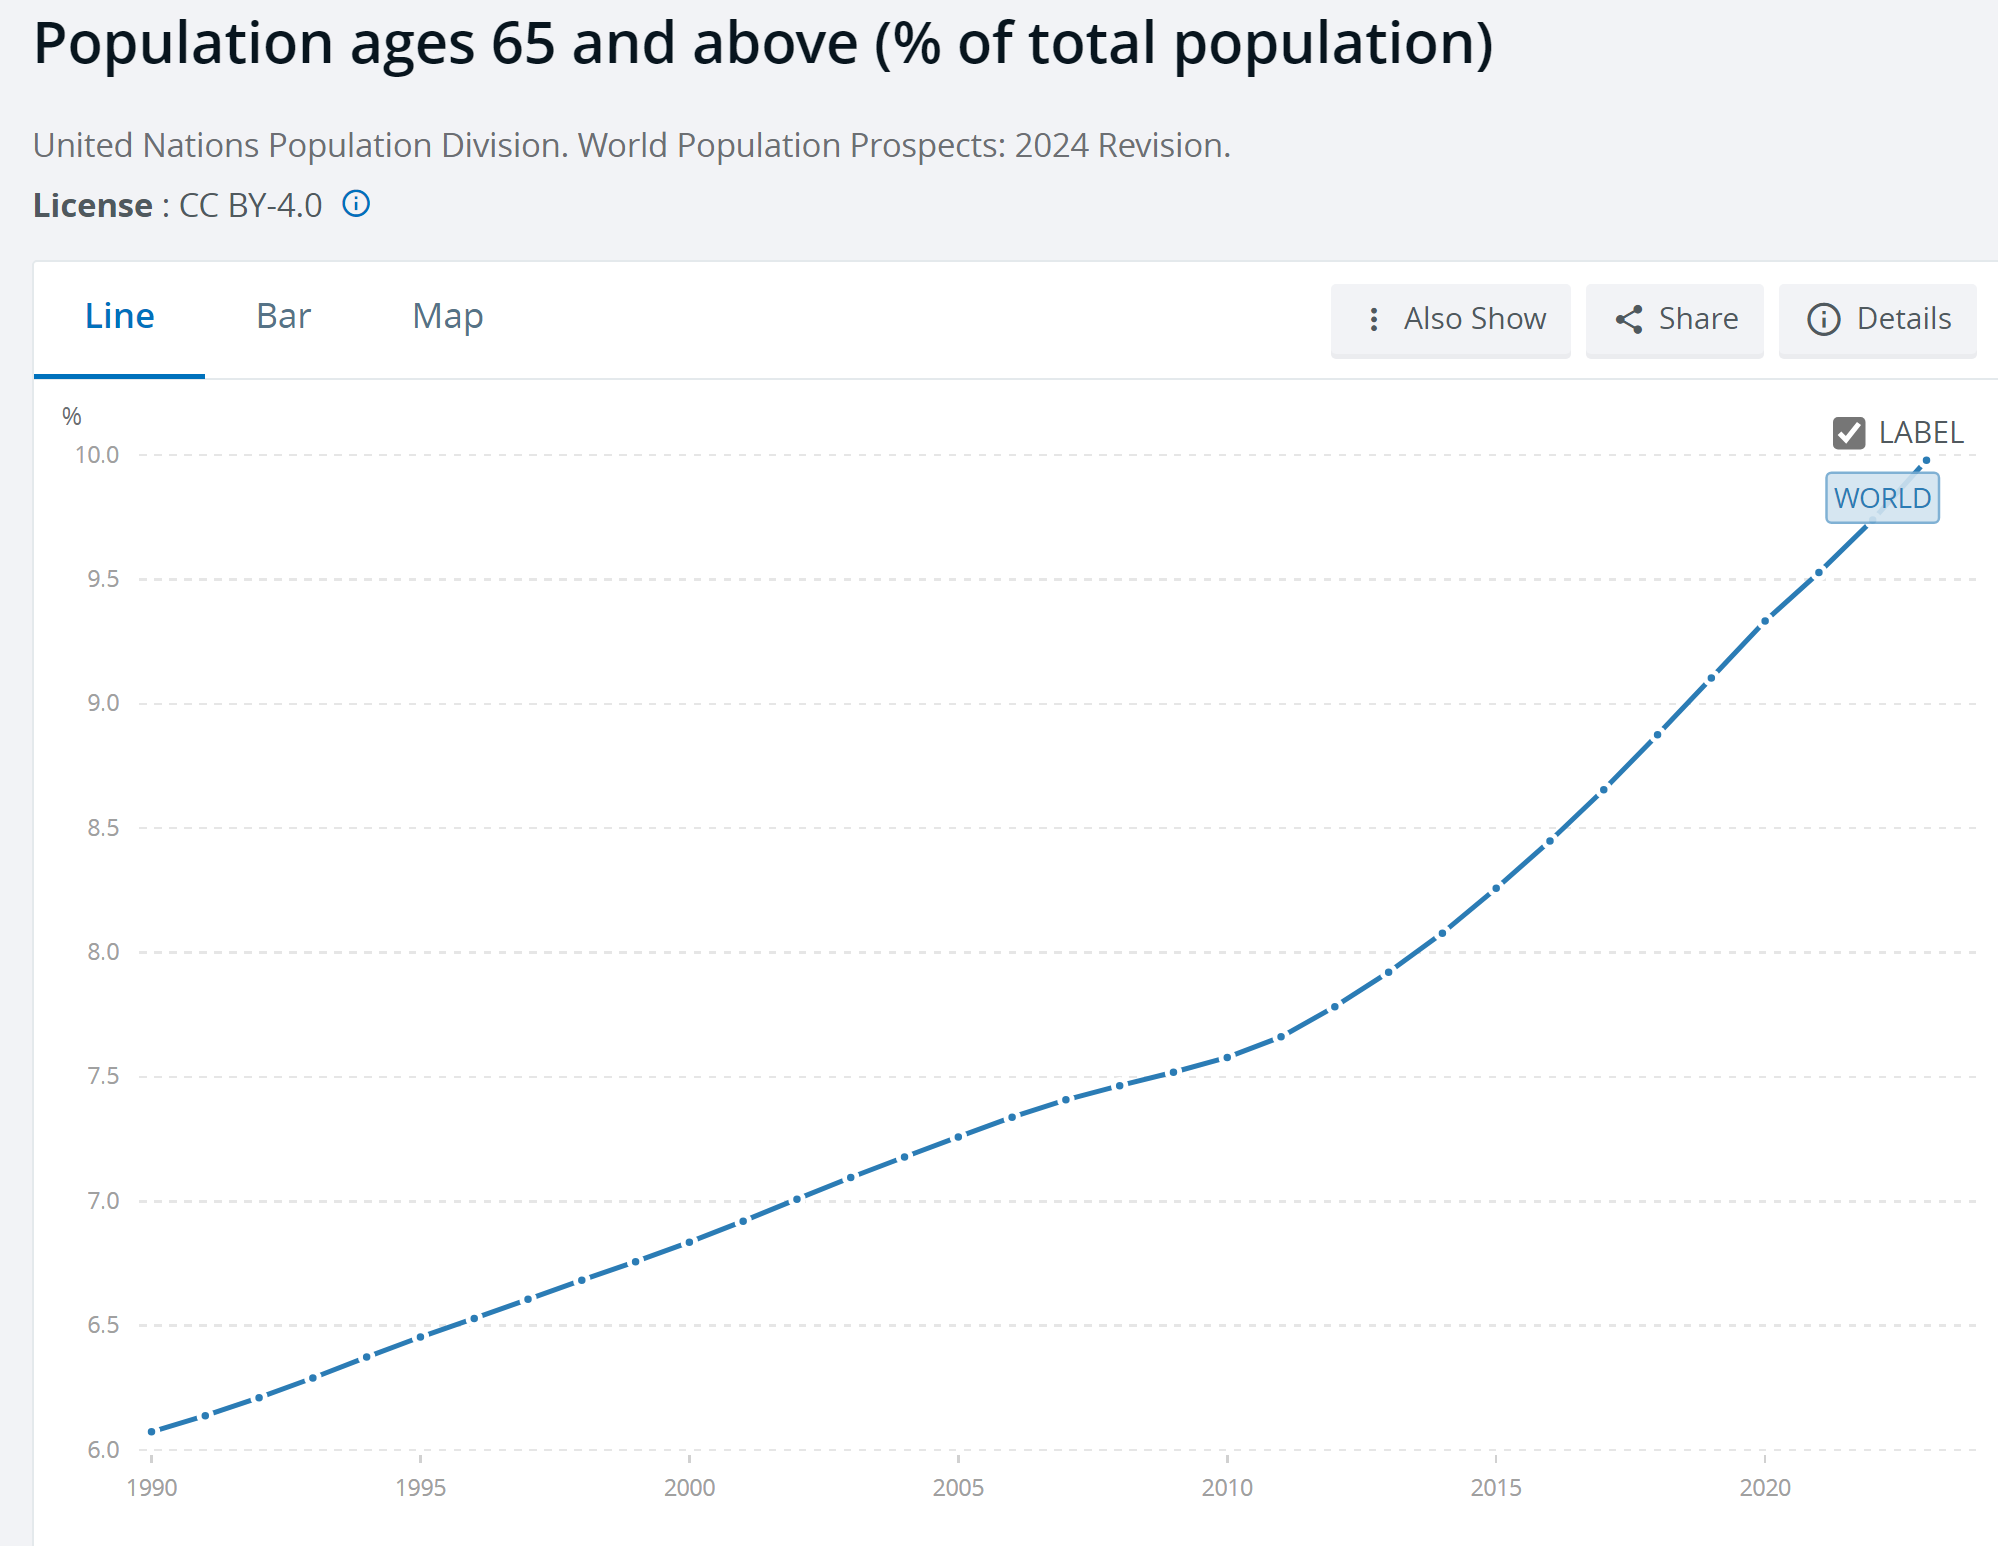 Population ages 65 and above (% of total population)
United Nations Population Division. World Population Prospects: 2024 Revision.
License : CC BY-4.0
Line Bar Map Also Show Share Details
%
LABEL
10.0
WORLD
9.5
9.0
8.5
8.0
7.5
7.0
6.5
6.0
1990 1995 2000 2005 2010 2015 2020